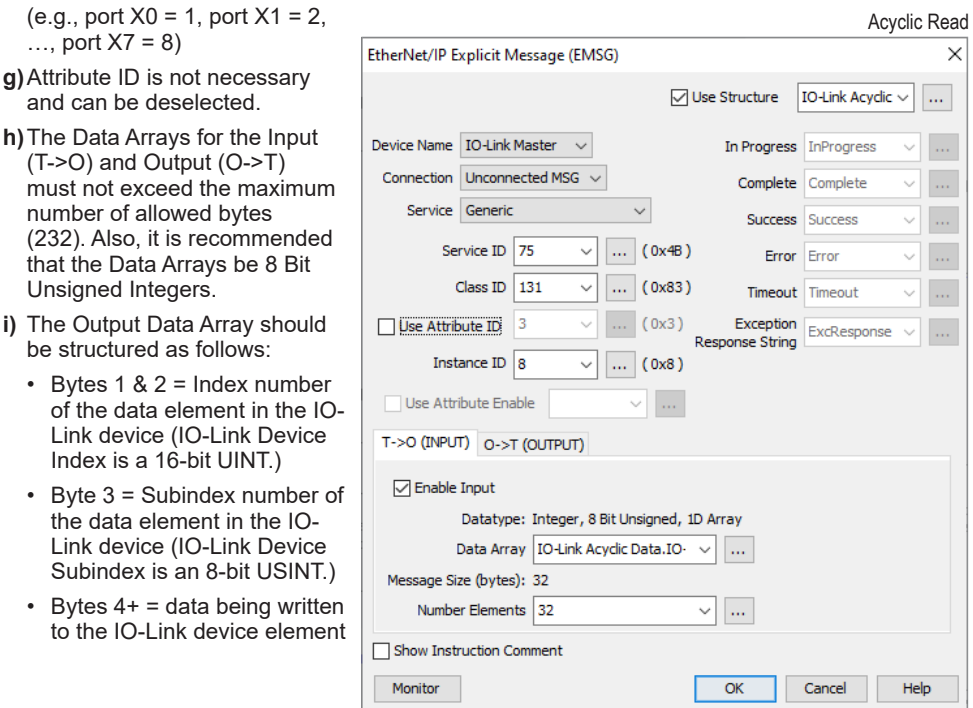 (e.g., port X0 = 1, port X1 = 2,
…, port X7 = 8)
g) Attribute ID is not necessary
and can be deselected.
h) The Data Arrays for the Input
(T->O) and Output (O->T)
must not exceed the maximum
number of allowed bytes
(232). Also, it is recommended
that the Data Arrays be 8 Bit
Unsigned Integers.
i) The Output Data Array should
be structured as follows:
• Bytes 1 & 2 = Index number
of the data element in the IO-
Link device (IO-Link Device
Index is a 16-bit UINT.)
• Byte 3 = Subindex number of
the data element in the IO-
Link device (IO-Link Device
Subindex is an 8-bit USINT.)
• Bytes 4+ = data being written
to the IO-Link device element
Acyclic Read
EtherNet/IP Explicit Message (EMSG)
Use Structure IO-Link Acyclic ...
Device Name IO-Link Master
In Progress InProgress ...
Connection Unconnected MSG
Complete Complete ...
Service Generic
Success Success ...
Service ID 75 ... ( 0x4B )
Error Error ...
Class ID 131 ... ( 0x83 )
Timeout Timeout ...
Use Attribute ID 3 ... ( 0x3 )
Exception
Response String ExcResponse ...
Instance ID 8 ... ( 0x8 )
Use Attribute Enable ...
T->O (INPUT) O->T (OUTPUT)
Enable Input
Datatype: Integer, 8 Bit Unsigned, 1D Array
Data Array IO-Link Acyclic Data.IO- ...
Message Size (bytes): 32
Number Elements 32 ...
Show Instruction Comment
Monitor OK Cancel Help